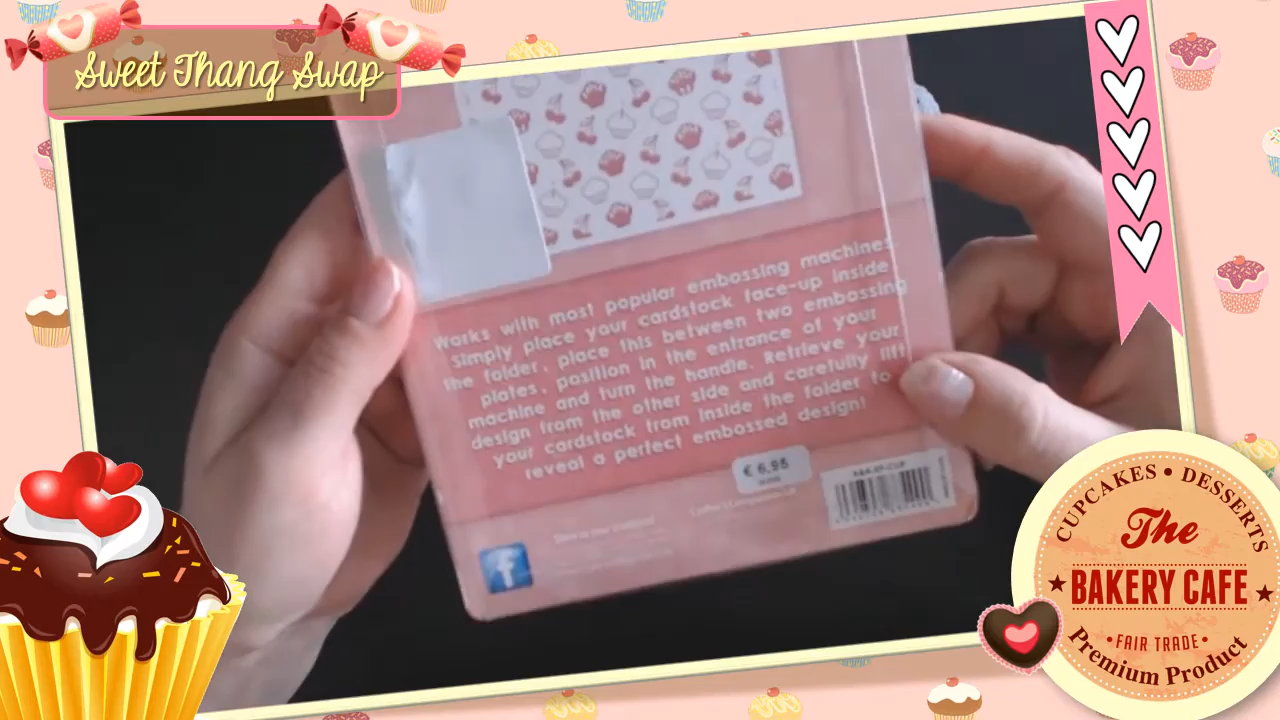 Sweet Thang Swap
Works with most popular embossing machines.
Simply place your cardstock face-up inside
the folder, place this between two embossing
plates, position in the entrance of your
machine and turn the handle. Retrieve your
design from the other side and carefully lift
your cardstock from inside the folder to
reveal a perfect embossed design!
€ 6,95
f
CUPCAKES • DESSERTS
The
BAKERY CAFE
• FAIR TRADE •
Premium Product